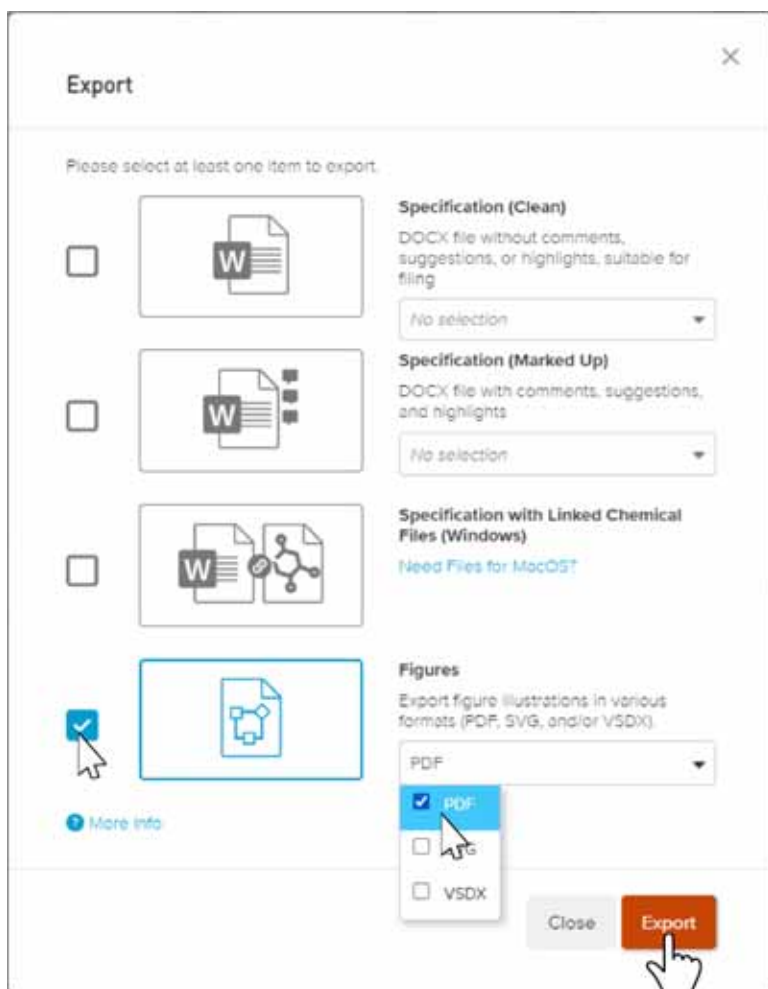 Export
Please select at least one item to export.
Specification (Clean)
DOCX file without comments,
suggestions, or highlights, suitable for
filing
W
No selection
Specification (Marked Up)
DOCX file with comments, suggestions,
and highlights
W
No selection
Specification with Linked Chemical
Files (Windows)
W
Need Files for MacOS?
Figures
Export figure illustrations in various
formats (PDF, SVG, and/or VSDX).
PDF
PDF
? More Info
VSDX
Close
Export